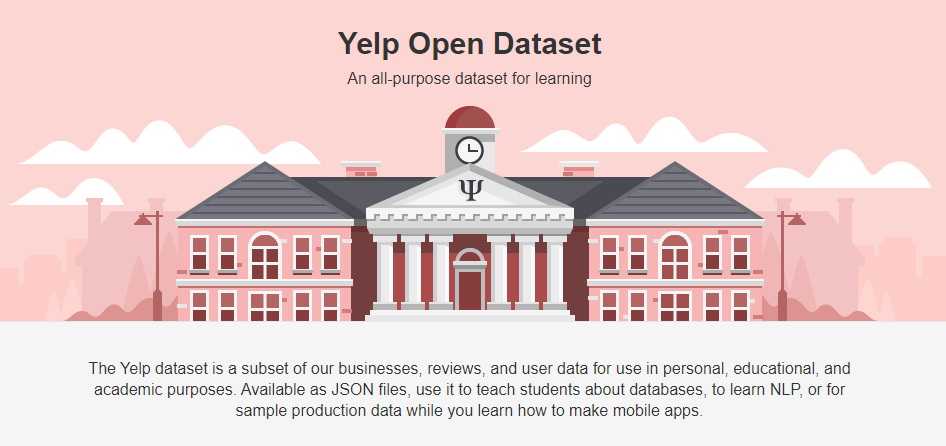 Yelp Open Dataset
An all-purpose dataset for learning
Ψ
The Yelp dataset is a subset of our businesses, reviews, and user data for use in personal, educational, and
academic purposes. Available as JSON files, use it to teach students about databases, to learn NLP, or for
sample production data while you learn how to make mobile apps.